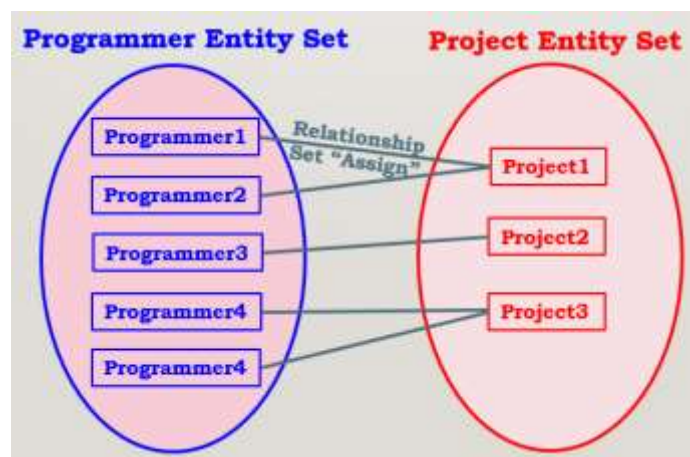 Programmer Entity Set
Project Entity Set
Programmer1
Relationship
Set “Assign”
Project1
Programmer2
Programmer3
Project2
Programmer4
Project3
Programmer4